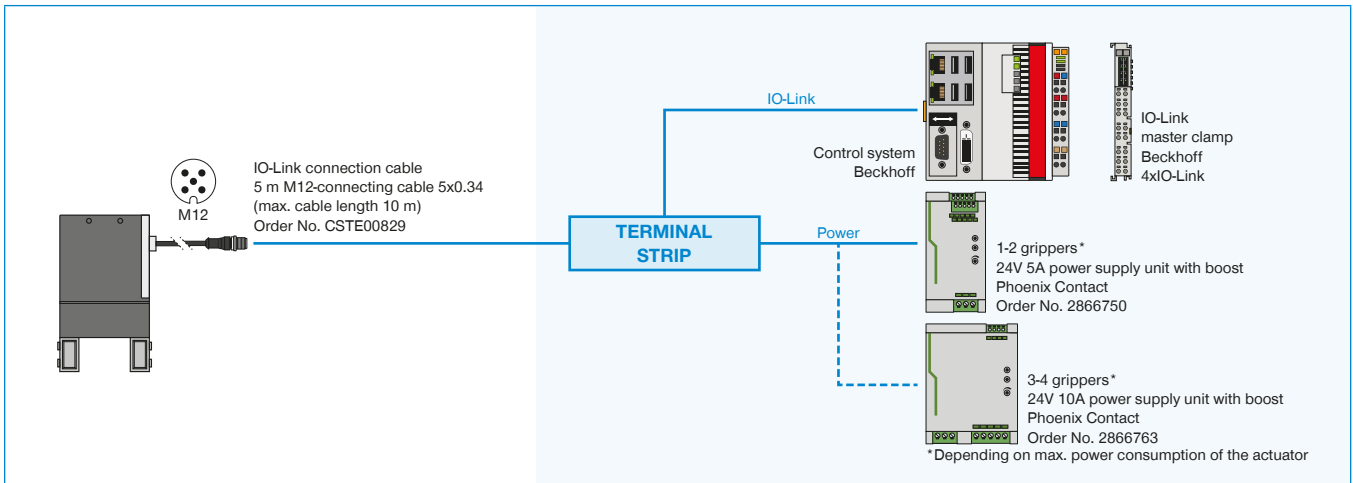 IO-Link connection cable
5 m M12-connecting cable 5x0.34
(max. cable length 10 m)
Order No. CSTE00829
M12
TERMINAL
STRIP
IO-Link
Control system
Beckhoff
IO-Link
master clamp
Beckhoff
4xIO-Link
Power
1-2 grippers*
24V 5A power supply unit with boost
Phoenix Contact
Order No. 2866750
3-4 grippers*
24V 10A power supply unit with boost
Phoenix Contact
Order No. 2866763
*Depending on max. power consumption of the actuator